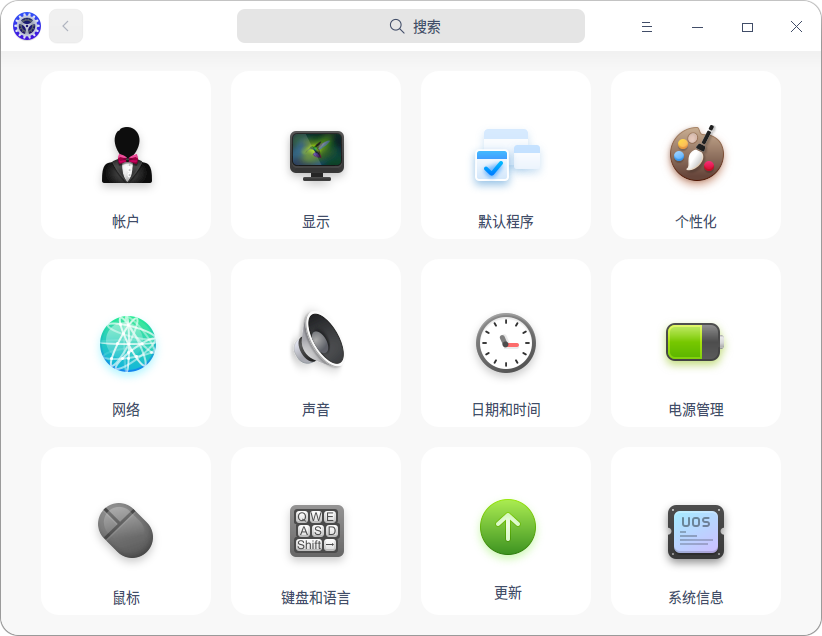 搜索
帐户
显示
默认程序
个性化
网络
声音
日期和时间
电源管理
Q W E
A S D
Shift →
UOS
鼠标
键盘和语言
更新
系统信息